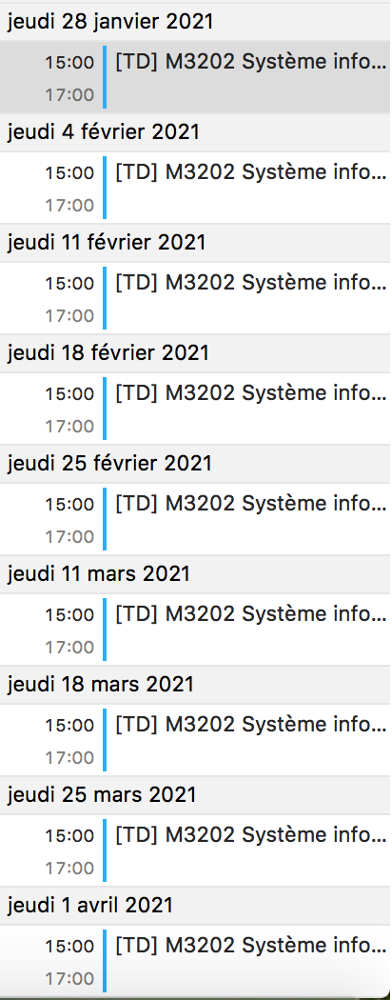 jeudi 28 janvier 2021
15:00 [TD] M3202 Système info...
17:00
jeudi 4 février 2021
15:00 [TD] M3202 Système info...
17:00
jeudi 11 février 2021
15:00 [TD] M3202 Système info...
17:00
jeudi 18 février 2021
15:00 [TD] M3202 Système info...
17:00
jeudi 25 février 2021
15:00 [TD] M3202 Système info...
17:00
jeudi 11 mars 2021
15:00 [TD] M3202 Système info...
17:00
jeudi 18 mars 2021
15:00 [TD] M3202 Système info...
17:00
jeudi 25 mars 2021
15:00 [TD] M3202 Système info...
17:00
jeudi 1 avril 2021
15:00 [TD] M3202 Système info...
17:00